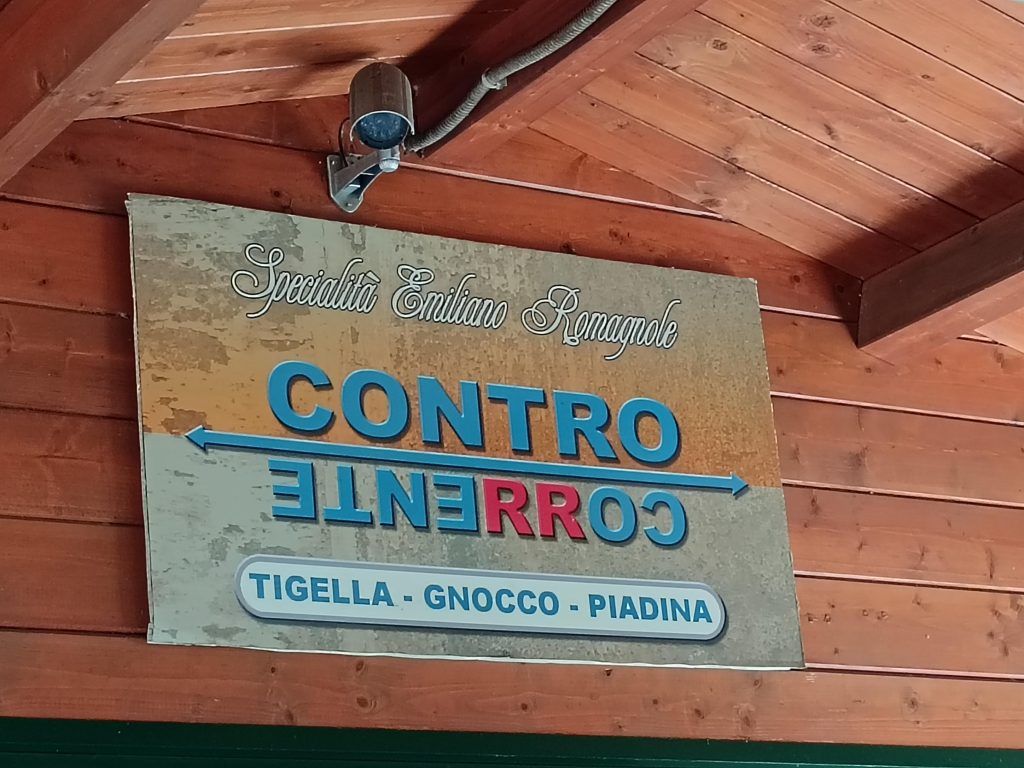 Specialità Emiliano Romagnole
CONTRO
CORRENTE
TIGELLA - GNOCCO - PIADINA